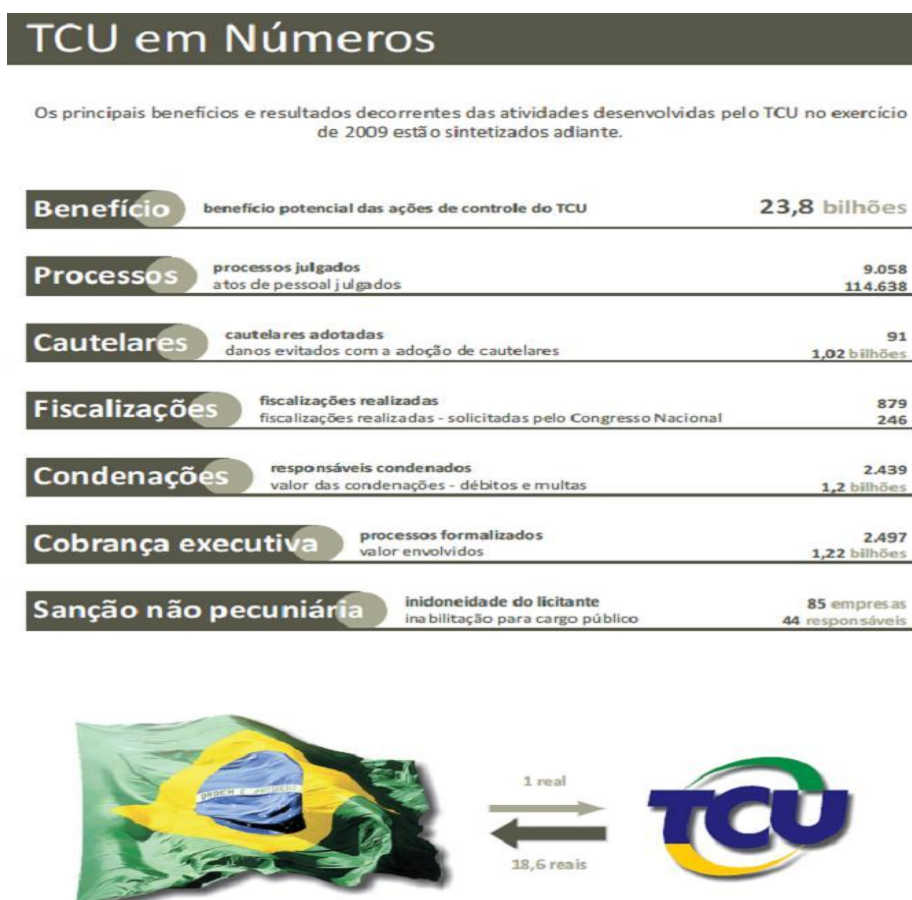 TCU em Números
Os principais benefícios e resultados decorrentes das atividades desenvolvidas pelo TCU no exercício
de 2009 estão sintetizados adiante.
Benefício benefício potencial das ações de controle do TCU 23,8 bilhões
Processos processos julgados 9.058
atos de pessoal julgados 114.638
Cautelares cautelares adotadas 91
danos evitados com a adoção de cautelares 1,02 bilhões
Fiscalizações fiscalizações realizadas 879
fiscalizações realizadas - solicitadas pelo Congresso Nacional 246
Condenações responsáveis condenados 2.439
valor das condenações - débitos e multas 1,2 bilhões
Cobrança executiva processos formalizados 2.497
valor envolvidos 1,22 bilhões
Sanção não pecuniária inidoneidade do licitante 85 empresas
inabilitação para cargo público 44 responsáveis
1 real
18,6 reais
TCU